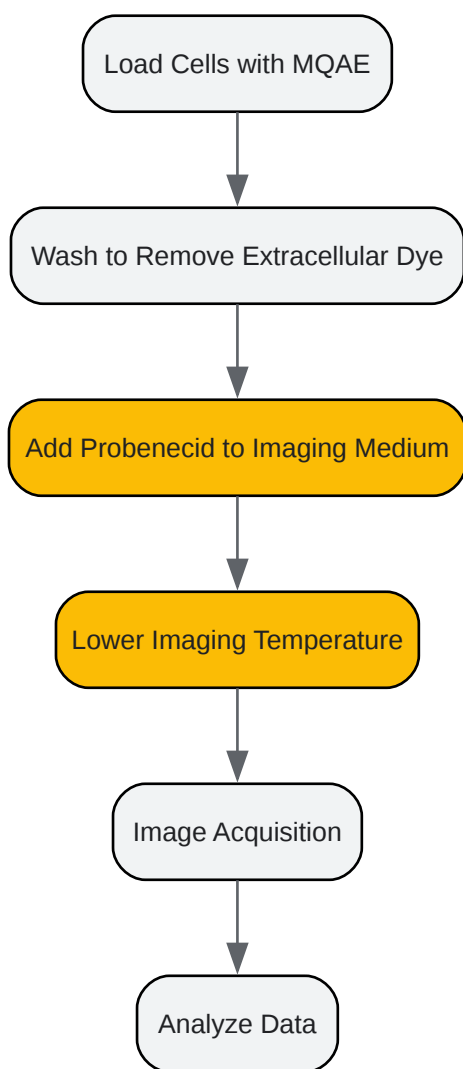 Load Cells with MQAE
Wash to Remove Extracellular Dye
Add Probenecid to Imaging Medium
Lower Imaging Temperature
Image Acquisition
Analyze Data